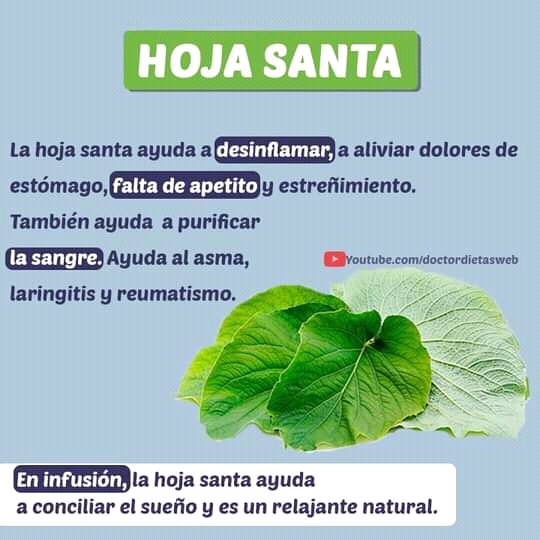 HOJA SANTA
La hoja santa ayuda a desinflamar, a aliviar dolores de
estómago, falta de apetito y estreñimiento.
También ayuda a purificar
la sangre. Ayuda al asma,
laringitis y reumatismo.
Youtube.com/doctordietasweb
En infusión, la hoja santa ayuda
a conciliar el sueño y es un relajante natural.